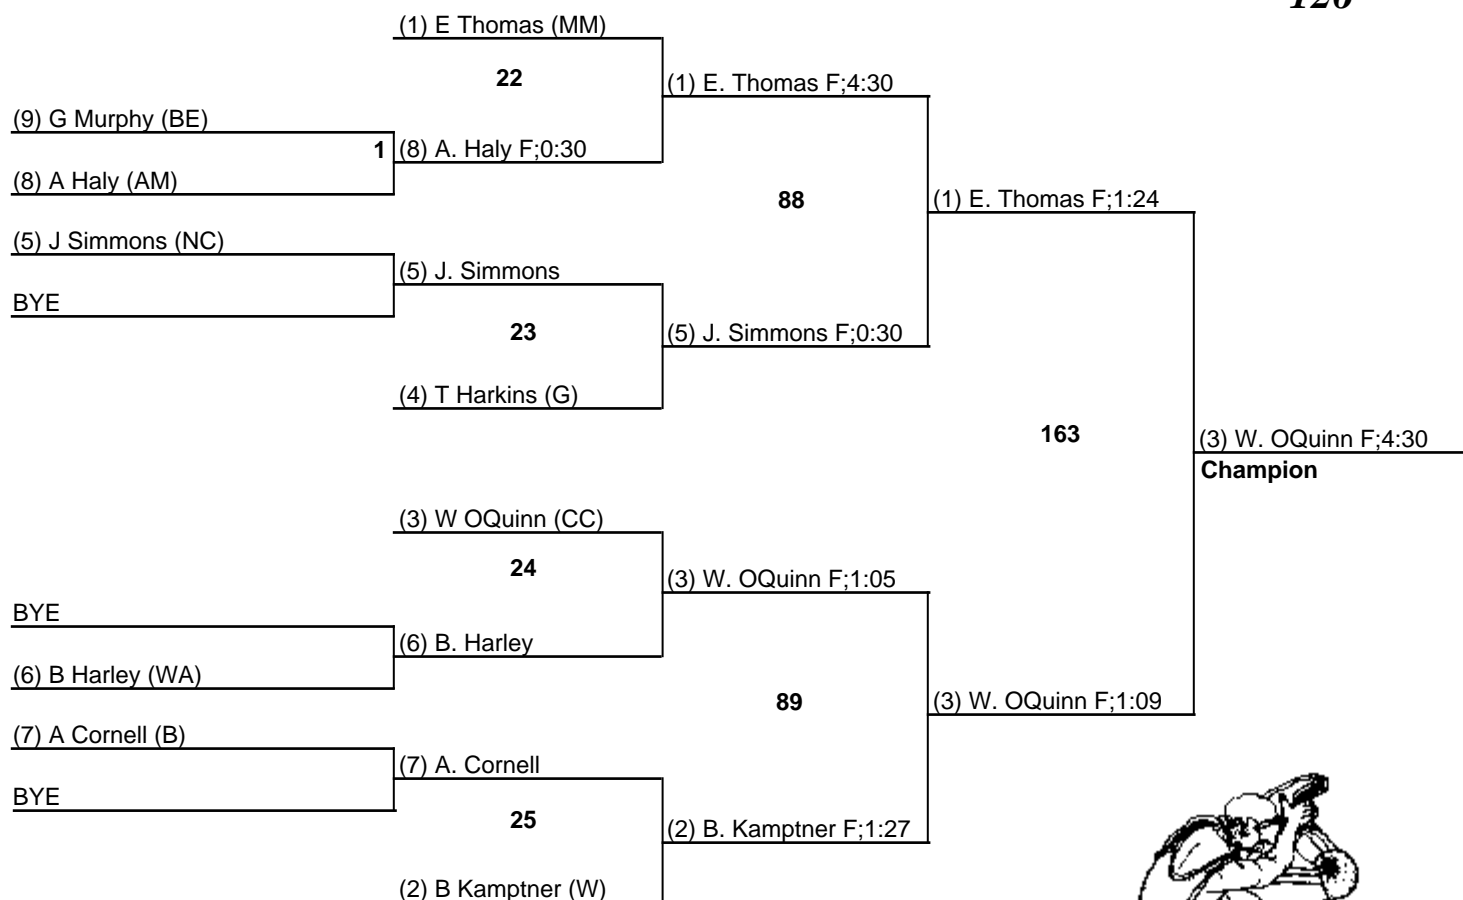 126
(1) E Thomas (MM)
22
(1) E. Thomas F;4:30
(9) G Murphy (BE)
1
(8) A. Haly F;0:30
(8) A Haly (AM)
88
(1) E. Thomas F;1:24
(5) J Simmons (NC)
(5) J. Simmons
BYE
23
(5) J. Simmons F;0:30
(4) T Harkins (G)
163
(3) W. OQuinn F;4:30
Champion
(3) W OQuinn (CC)
24
(3) W. OQuinn F;1:05
BYE
(6) B. Harley
(6) B Harley (WA)
89
(3) W. OQuinn F;1:09
(7) A Cornell (B)
(7) A. Cornell
BYE
25
(2) B. Kamptner F;1:27
(2) B Kamptner (W)